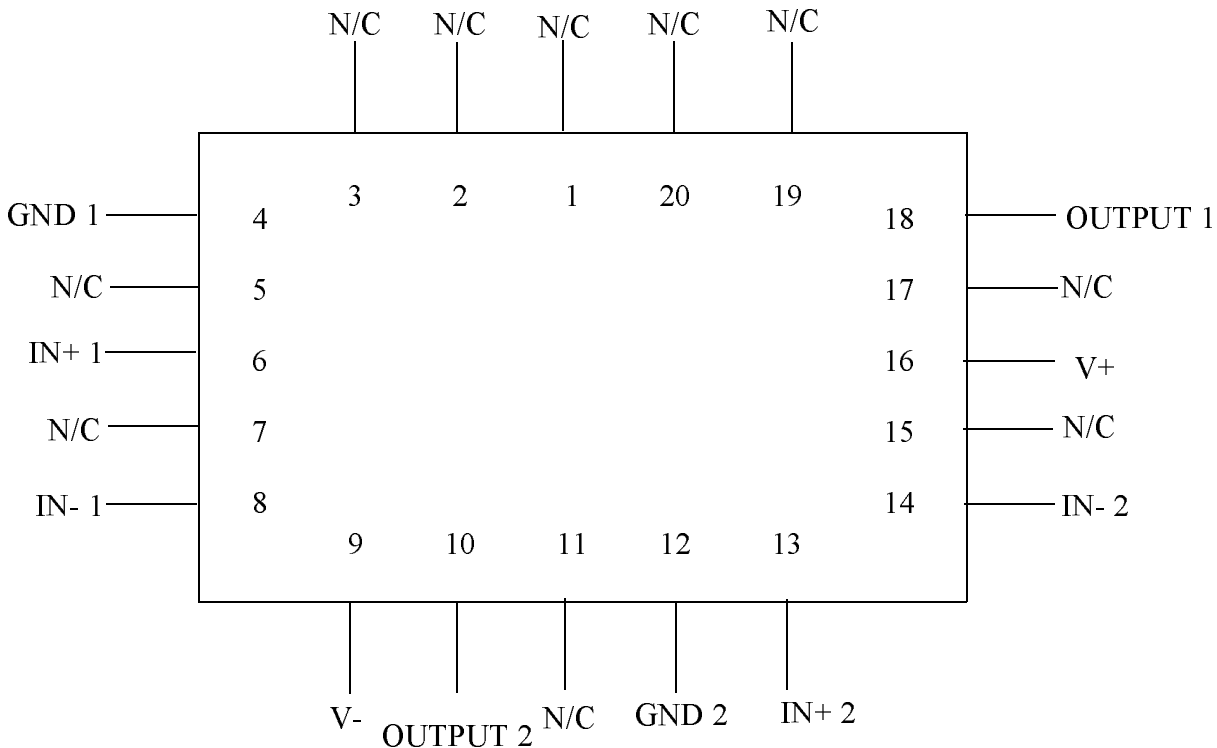 N/C N/C N/C N/C N/C
3 2 1 20 19
GND 1 4 18 OUTPUT 1
N/C 5 17 N/C
IN+ 1 6 16 V+
N/C 7 15 N/C
IN- 1 8 14 IN- 2
9 10 11 12 13
V- OUTPUT 2 N/C GND 2 IN+ 2